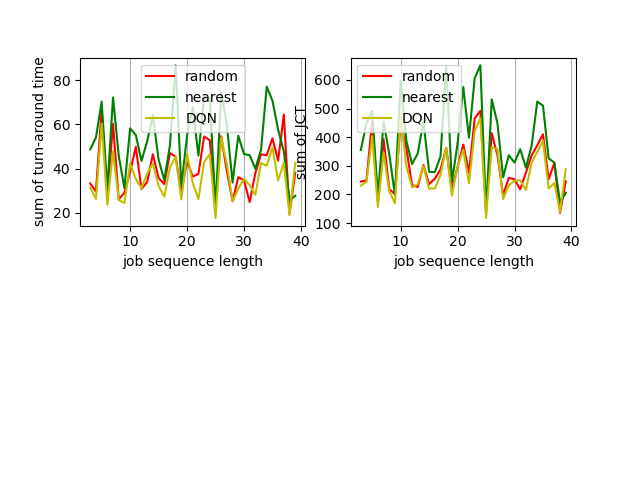 sum of turn-around time
80
60
40
20
10
20
30
40
job sequence length
random
nearest
DQN
sum of JCT
600
500
400
300
200
100
10
20
30
40
job sequence length
random
nearest
DQN